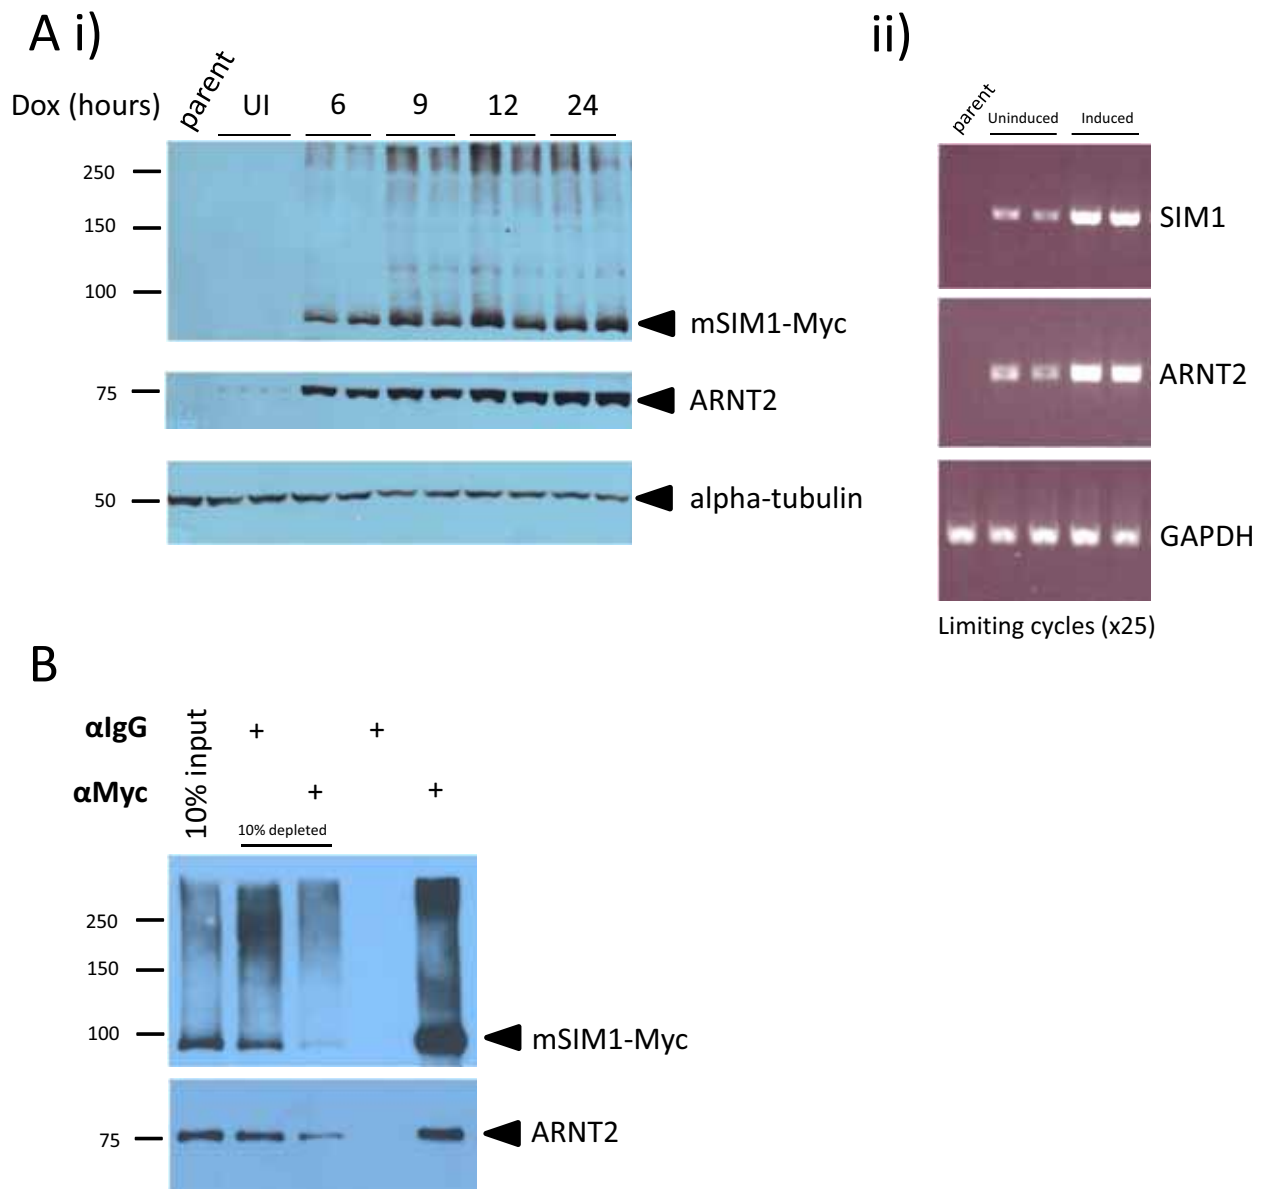 A i)
Dox (hours) parent UI 6 9 12 24
250
150
100
mSIM1-Myc
75
ARNT2
50
alpha-tubulin
ii)
parent Uninduced Induced
SIM1
ARNT2
GAPDH
Limiting cycles (x25)
B
αIgG + +
αMyc + +
10% input
10% depleted
250
150
100
mSIM1-Myc
75
ARNT2